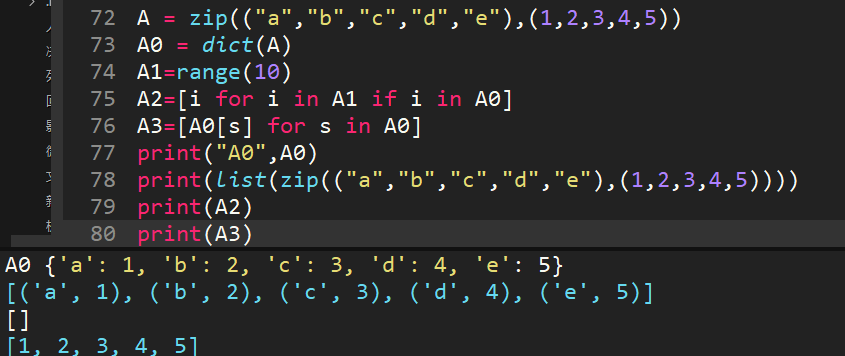 72 A = zip(("a","b","c","d","e"),(1,2,3,4,5))
73 A0 = dict(A)
74 A1=range(10)
75 A2=[i for i in A1 if i in A0]
76 A3=[A0[s] for s in A0]
77 print("A0",A0)
78 print(list(zip(("a","b","c","d","e"),(1,2,3,4,5))))
79 print(A2)
80 print(A3)
A0 {'a': 1, 'b': 2, 'c': 3, 'd': 4, 'e': 5}
[('a', 1), ('b', 2), ('c', 3), ('d', 4), ('e', 5)]
[]
[1, 2, 3, 4, 5]